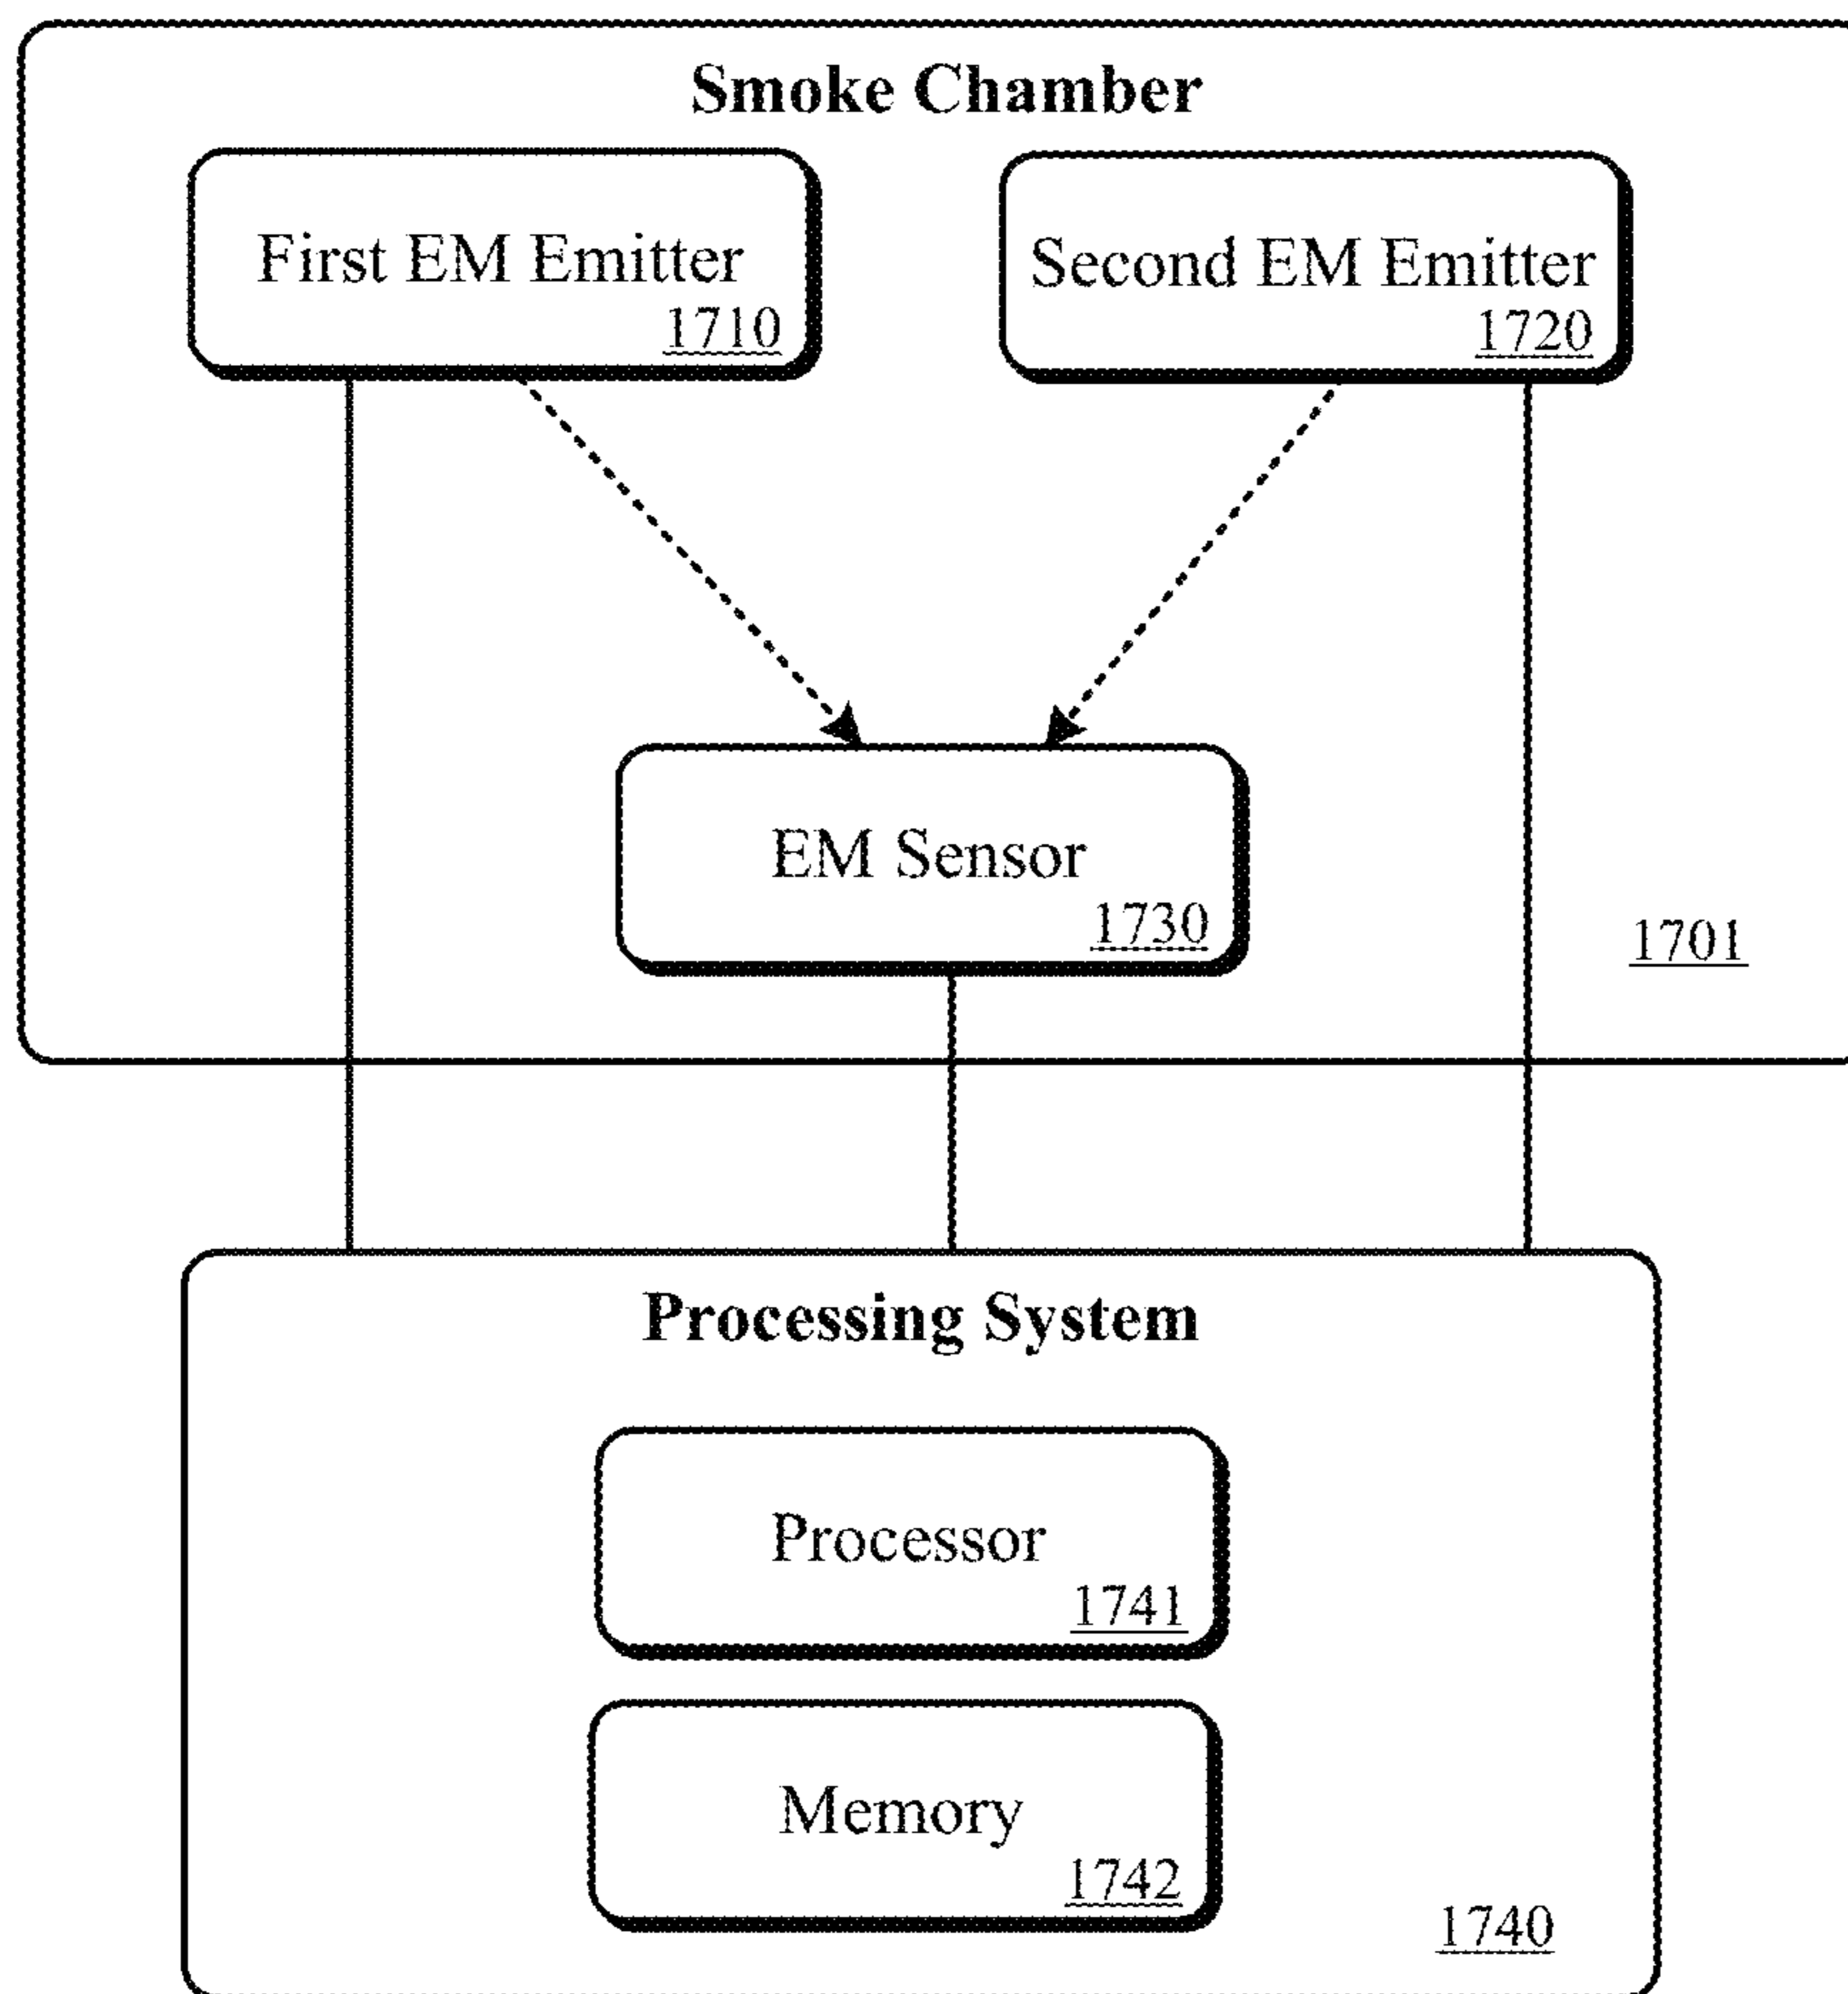 Smoke Chamber
First EM Emitter
1710
Second EM Emitter
1720
EM Sensor
1730
1701
Processing System
Processor
1741
Memory
1742
1740